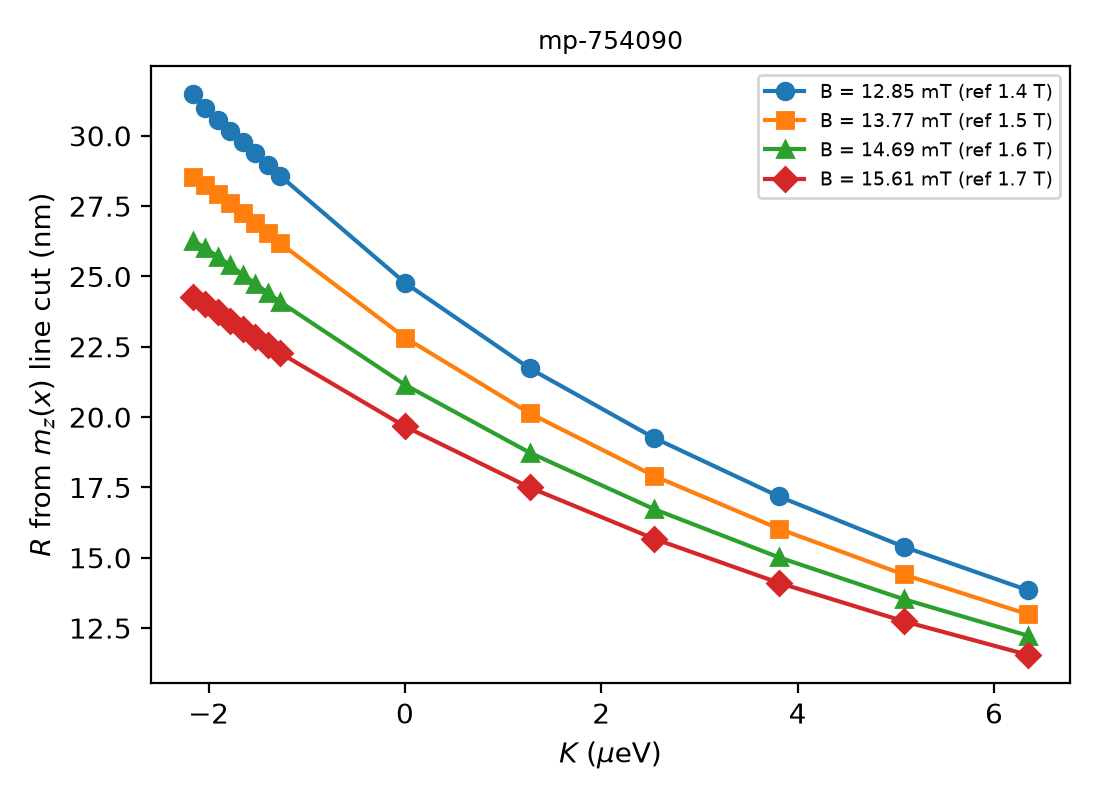 mp-754090
B = 12.85 mT (ref 1.4 T)
B = 13.77 mT (ref 1.5 T)
B = 14.69 mT (ref 1.6 T)
B = 15.61 mT (ref 1.7 T)
R from m_z(x) line cut (nm)
30.0
27.5
25.0
22.5
20.0
17.5
15.0
12.5
−2 0 2 4 6
K (μeV)